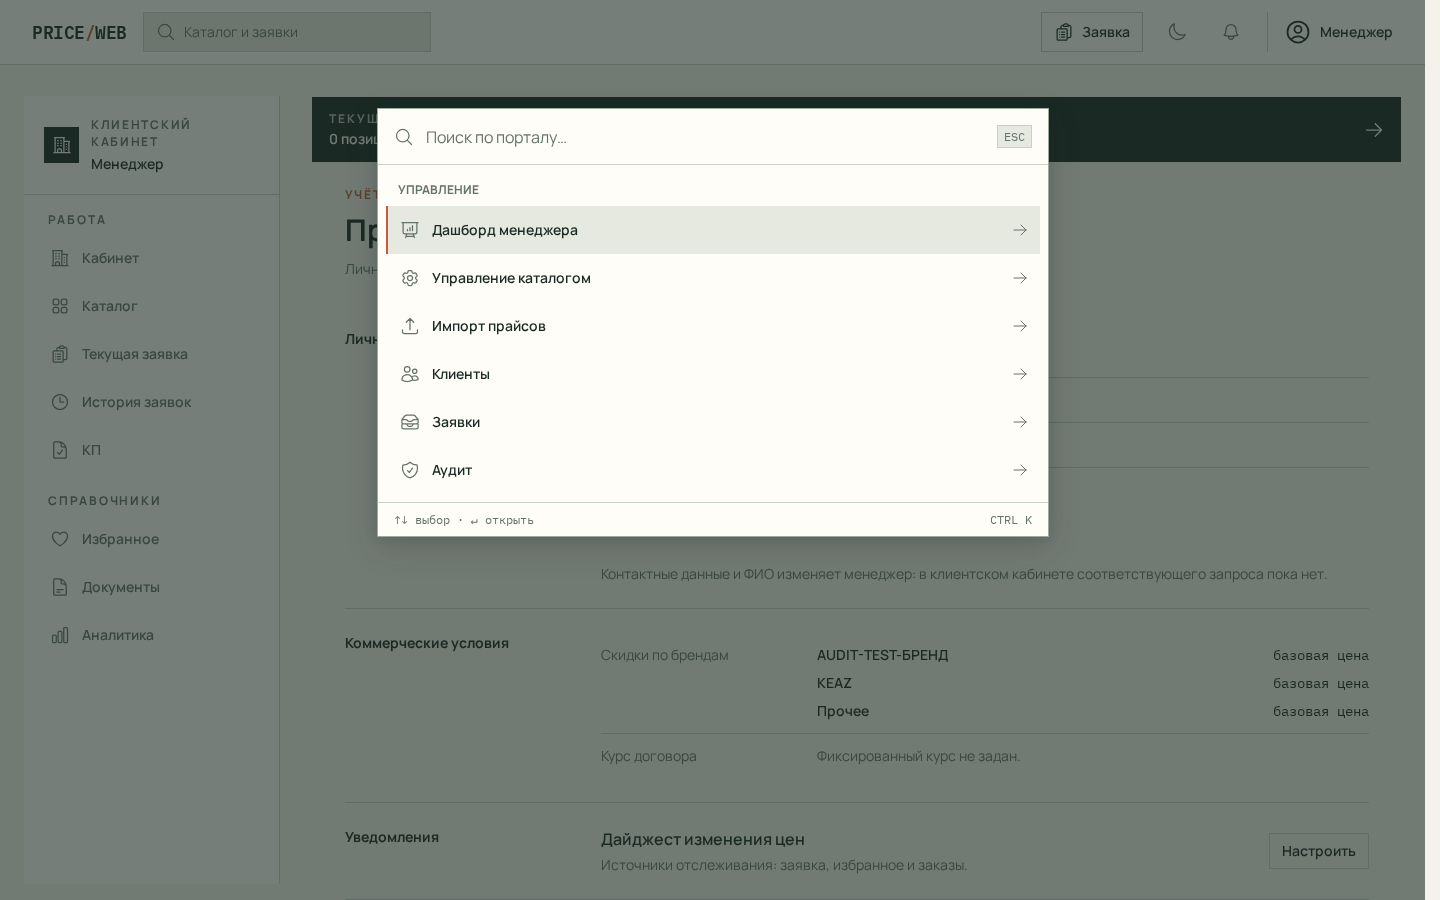 PRICE/WEB
Каталог и заявки
Заявка
Менеджер
КЛИЕНТСКИЙ
КАБИНЕТ
Менеджер
РАБОТА
Кабинет
Каталог
Текущая заявка
История заявок
КП
СПРАВОЧНИКИ
Избранное
Документы
Аналитика
Поиск по порталу…
ESC
УПРАВЛЕНИЕ
Дашборд менеджера
Управление каталогом
Импорт прайсов
Клиенты
Заявки
Аудит
↑↓ выбор · ↵ открыть
CTRL K
Контактные данные и ФИО изменяет менеджер: в клиентском кабинете соответствующего запроса пока нет.
Коммерческие условия
Скидки по брендам
AUDIT-TEST-БРЕНД
базовая цена
KEAZ
базовая цена
Прочее
базовая цена
Курс договора
Фиксированный курс не задан.
Уведомления
Дайджест изменения цен
Источники отслеживания: заявка, избранное и заказы.
Настроить